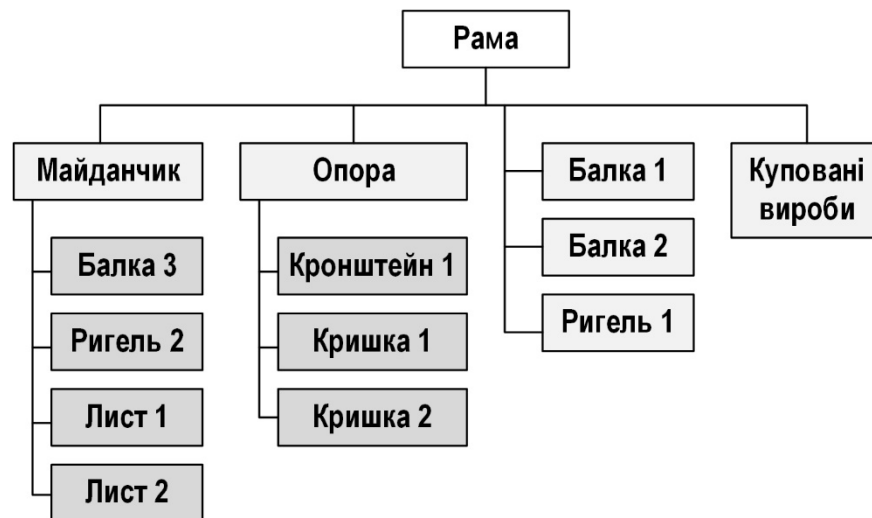 Рама
Майданчик
Балка 3
Ригель 2
Лист 1
Лист 2
Опора
Кронштейн 1
Кришка 1
Кришка 2
Балка 1
Балка 2
Ригель 1
Куповані
вироби